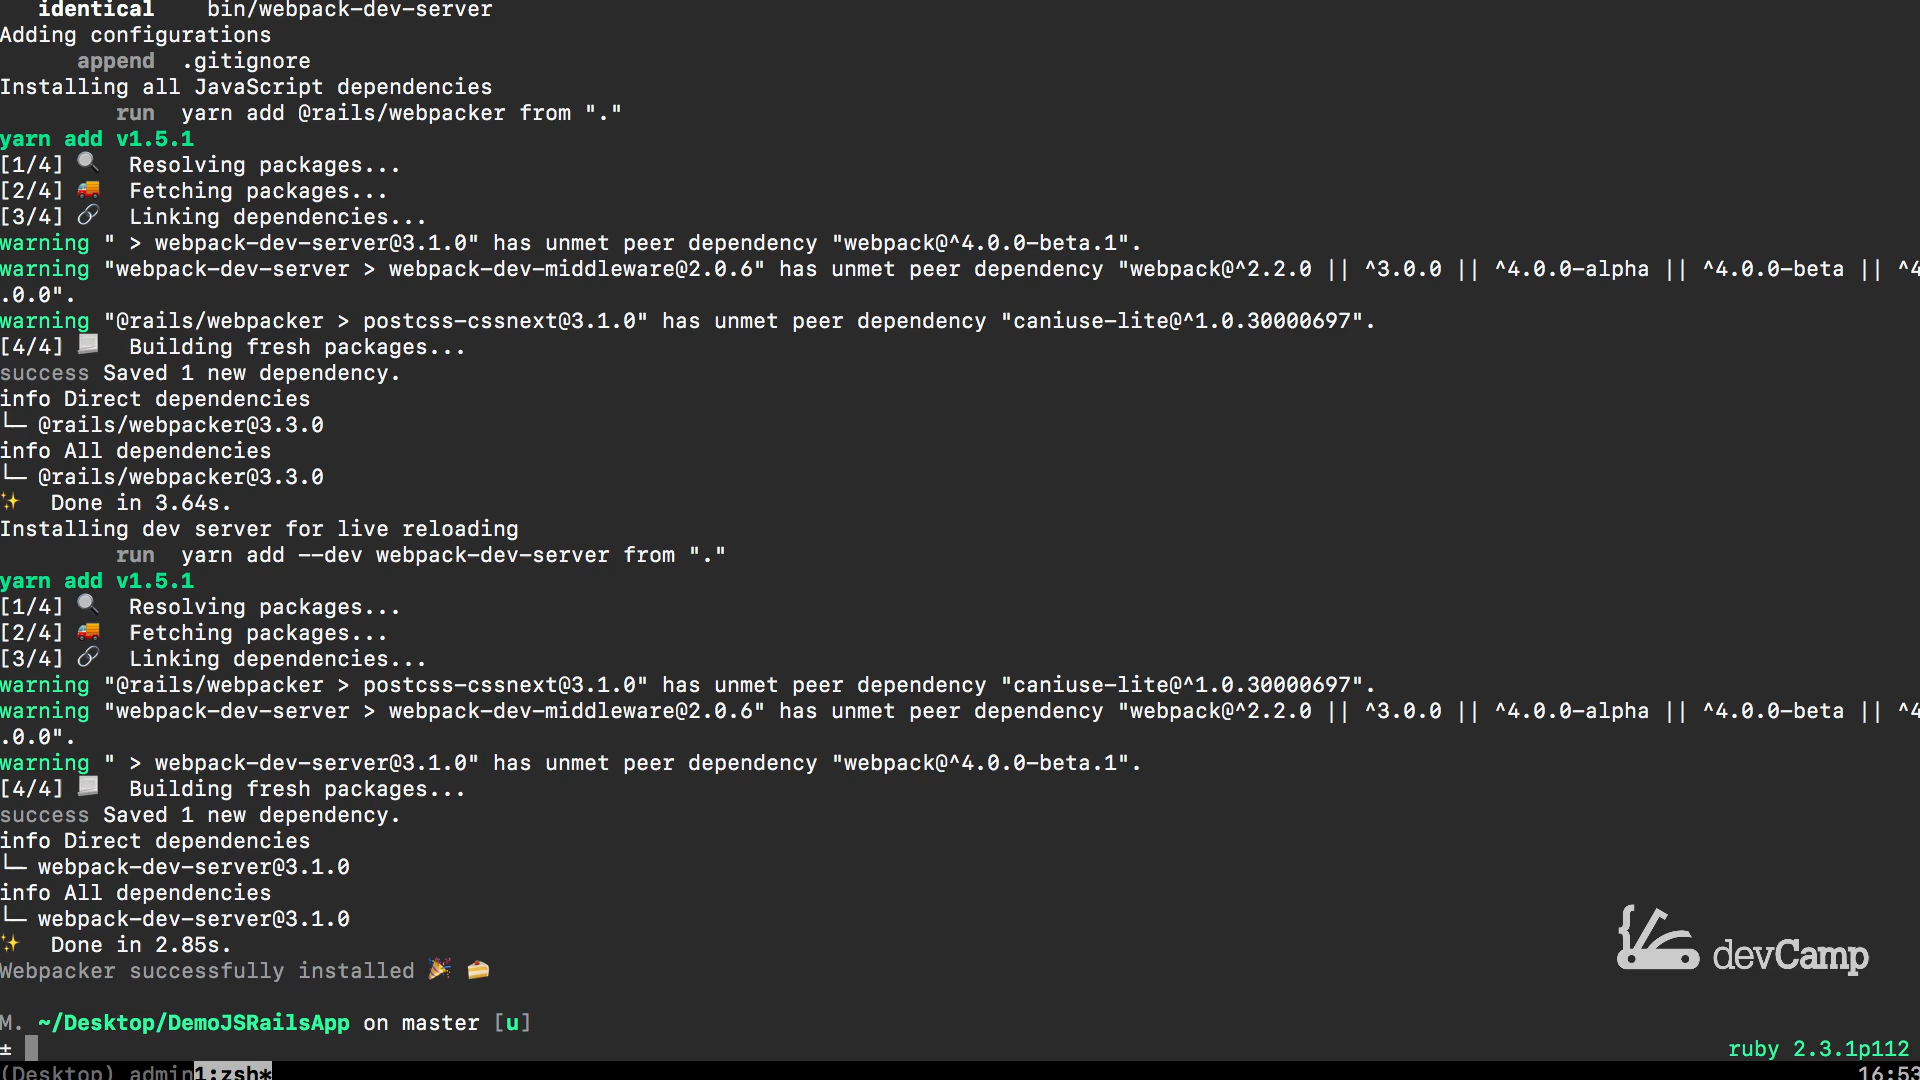 identical    bin/webpack-dev-server
Adding configurations
append  .gitignore
Installing all JavaScript dependencies
run  yarn add @rails/webpacker from "."
yarn add v1.5.1
[1/4] 🔍  Resolving packages...
[2/4] 🚚  Fetching packages...
[3/4] 🔗  Linking dependencies...
warning " > webpack-dev-server@3.1.0" has unmet peer dependency "webpack@^4.0.0-beta.1".
warning "webpack-dev-server > webpack-dev-middleware@2.0.6" has unmet peer dependency "webpack@^2.2.0 || ^3.0.0 || ^4.0.0-alpha || ^4.0.0-beta || ^4
.0.0".
warning "@rails/webpacker > postcss-cssnext@3.1.0" has unmet peer dependency "caniuse-lite@^1.0.30000697".
[4/4] 📃  Building fresh packages...
success Saved 1 new dependency.
info Direct dependencies
└─ @rails/webpacker@3.3.0
info All dependencies
└─ @rails/webpacker@3.3.0
✨  Done in 3.64s.
Installing dev server for live reloading
run  yarn add --dev webpack-dev-server from "."
yarn add v1.5.1
[1/4] 🔍  Resolving packages...
[2/4] 🚚  Fetching packages...
[3/4] 🔗  Linking dependencies...
warning "@rails/webpacker > postcss-cssnext@3.1.0" has unmet peer dependency "caniuse-lite@^1.0.30000697".
warning "webpack-dev-server > webpack-dev-middleware@2.0.6" has unmet peer dependency "webpack@^2.2.0 || ^3.0.0 || ^4.0.0-alpha || ^4.0.0-beta || ^4
.0.0".
warning " > webpack-dev-server@3.1.0" has unmet peer dependency "webpack@^4.0.0-beta.1".
[4/4] 📃  Building fresh packages...
success Saved 1 new dependency.
info Direct dependencies
└─ webpack-dev-server@3.1.0
info All dependencies
└─ webpack-dev-server@3.1.0
✨  Done in 2.85s.
Webpacker successfully installed 🎉 🍰
devCamp
M. ~/Desktop/DemoJSRailsApp on master [u]
±
ruby 2.3.1p112
(Desktop) admin1:zsh*
16:53